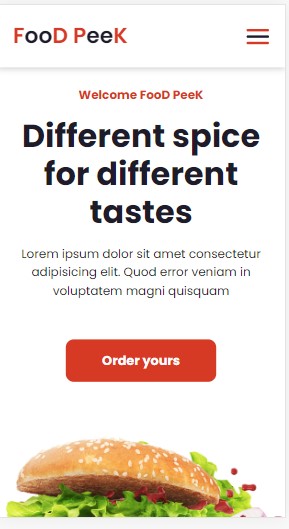 FooD PeeK
Welcome FooD PeeK
Different spice
for different
tastes
Lorem ipsum dolor sit amet consectetur
adipisicing elit. Quod error veniam in
voluptatem magni quisquam
Order yours